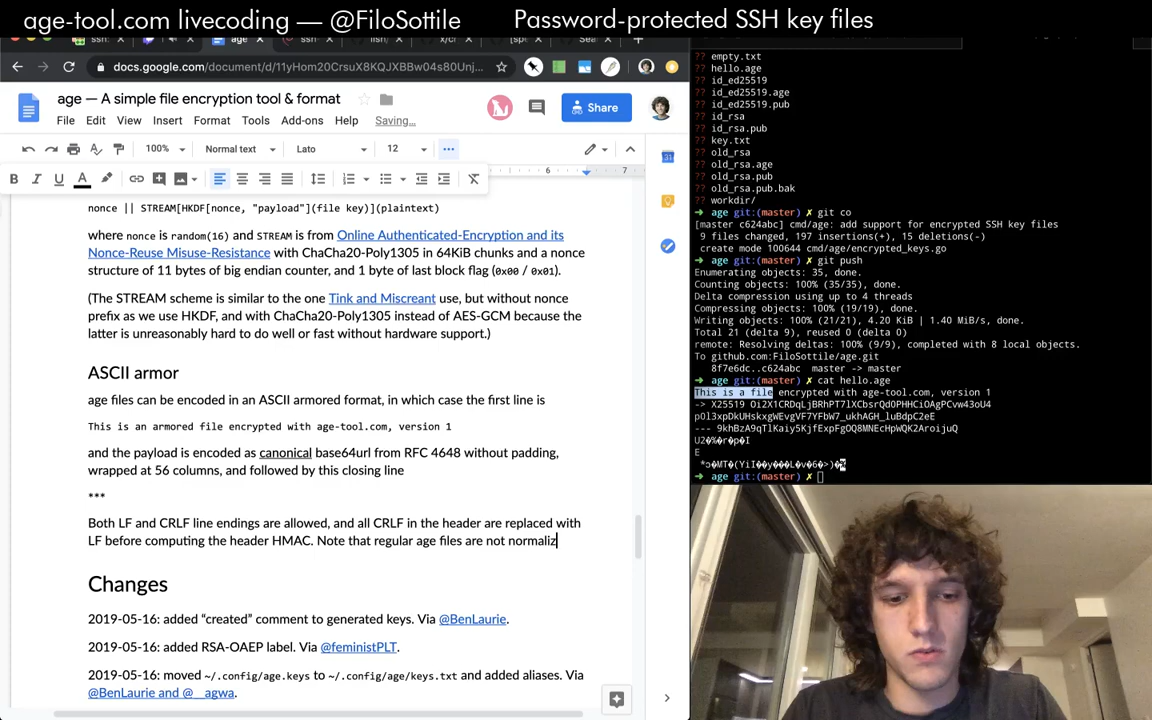 age-tool.com livecoding — @FiloSottile
Password-protected SSH key files
age
docs.google.com/document/d/11yHom20CrsuX8KQJXBBw04s80Unj...
age — A simple file encryption tool & format
File Edit View Insert Format Tools Add-ons Help Saving...
Share
100% Normal text Lato 12
B I U A
6 7
nonce || STREAM[HKDF[nonce, "payload"](file key)](plaintext)
where nonce is random(16) and STREAM is from Online Authenticated-Encryption and its
Nonce-Reuse Misuse-Resistance with ChaCha20-Poly1305 in 64KiB chunks and a nonce
structure of 11 bytes of big endian counter, and 1 byte of last block flag (0x00 / 0x01).
(The STREAM scheme is similar to the one Tink and Miscreant use, but without nonce
prefix as we use HKDF, and with ChaCha20-Poly1305 instead of AES-GCM because the
latter is unreasonably hard to do well or fast without hardware support.)
ASCII armor
age files can be encoded in an ASCII armored format, in which case the first line is
This is an armored file encrypted with age-tool.com, version 1
and the payload is encoded as canonical base64url from RFC 4648 without padding,
wrapped at 56 columns, and followed by this closing line
***
Both LF and CRLF line endings are allowed, and all CRLF in the header are replaced with
LF before computing the header HMAC. Note that regular age files are not normaliz
Changes
2019-05-16: added “created” comment to generated keys. Via @BenLaurie.
2019-05-16: added RSA-OAEP label. Via @feministPLT.
2019-05-16: moved ~/.config/age.keys to ~/.config/age/keys.txt and added aliases. Via
@BenLaurie and @__agwa.
?? empty.txt
?? hello.age
?? id_ed25519
?? id_ed25519.age
?? id_ed25519.pub
?? id_rsa
?? id_rsa.pub
?? key.txt
?? old_rsa
?? old_rsa.age
?? old_rsa.pub
?? old_rsa.pub.bak
?? workdir/
➜ age git:(master) ✗ git co
[master c624abc] cmd/age: add support for encrypted SSH key files
9 files changed, 197 insertions(+), 15 deletions(-)
create mode 100644 cmd/age/encrypted_keys.go
➜ age git:(master) ✗ git push
Enumerating objects: 35, done.
Counting objects: 100% (35/35), done.
Delta compression using up to 4 threads
Compressing objects: 100% (19/19), done.
Writing objects: 100% (21/21), 4.20 KiB | 1.40 MiB/s, done.
Total 21 (delta 9), reused 0 (delta 0)
remote: Resolving deltas: 100% (9/9), completed with 8 local objects.
To github.com:FiloSottile/age.git
8f7e6dc..c624abc master -> master
➜ age git:(master) ✗ cat hello.age
This is a file encrypted with age-tool.com, version 1
-> X25519 Oi2X1CRDqLjBRhPT7lXCbsrQd0PHHCiOAgPCvw43oU4
p0l3xpDkUHskxgWEvgVF7YFbW7_ukhAGH_luBdpC2eE
--- 9khBzA9qTlKaiy5KjfExpFgOQ8MNEcHpWQK2AroijuQ
➜ age git:(master) ✗